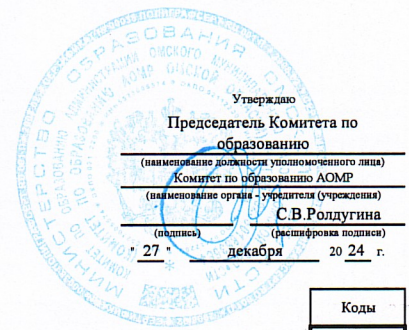 Утверждаю
Председатель Комитета по
образованию
(наименование должности уполномоченного лица)
Комитет по образованию АОМР
(наименование органа - учредителя (учреждения)
С.В.Ролдугина
(подпись) (расшифровка подписи)
" 27 " декабря 20 24 г.
Коды